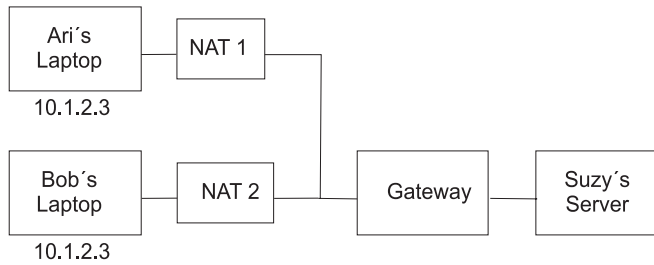 Ari´s
Laptop
NAT 1
10.1.2.3
Bob´s
Laptop
NAT 2
Gateway
Suzy´s
Server
10.1.2.3